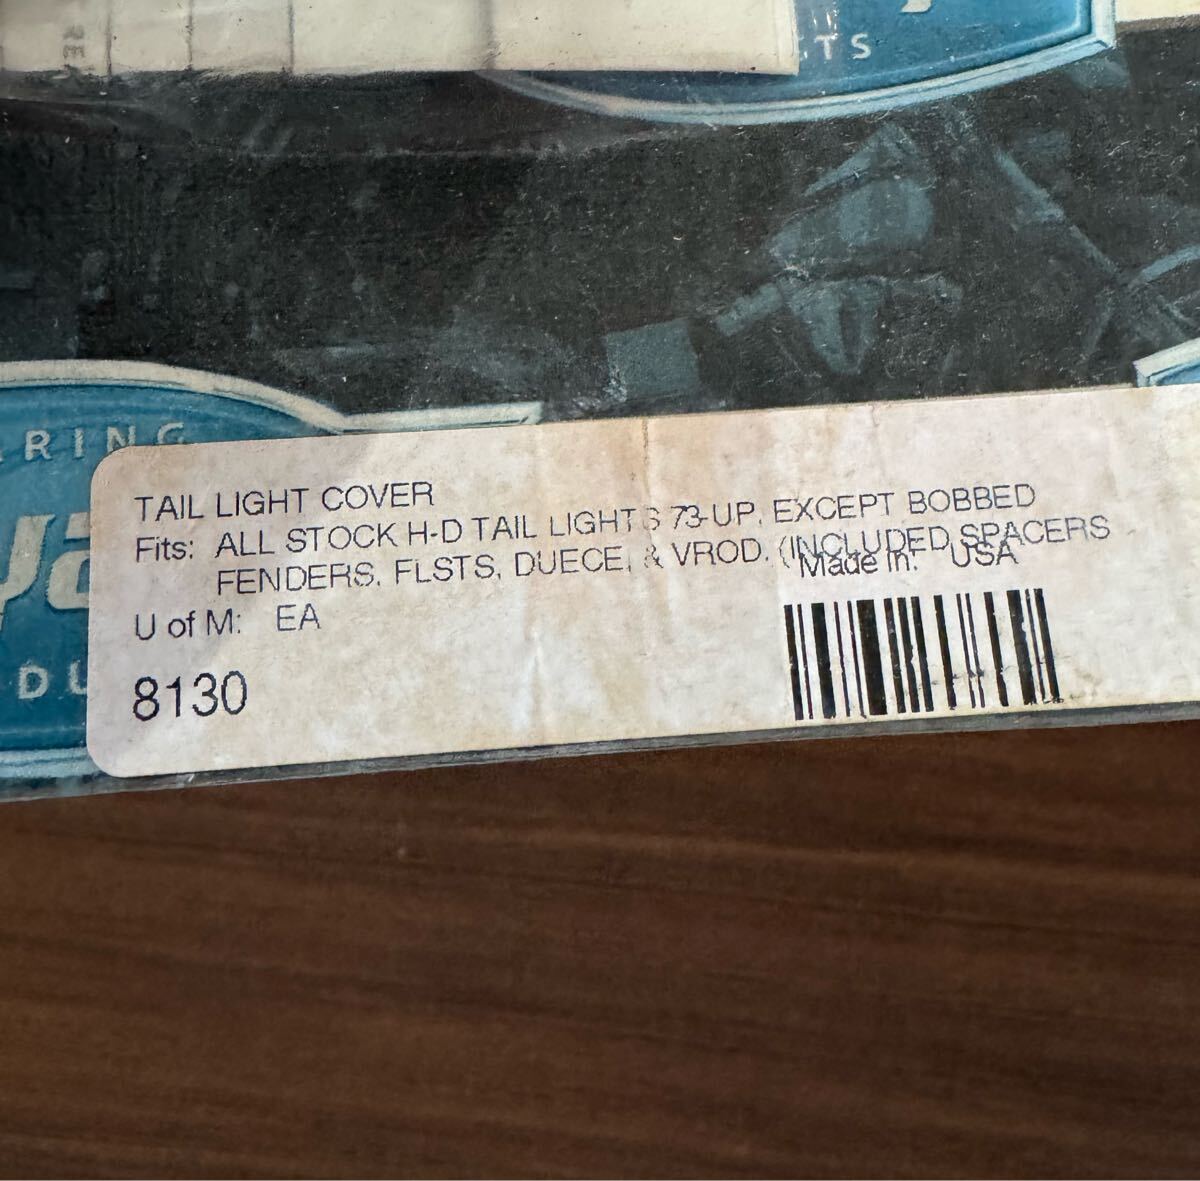 TS
RING
DU
TAIL LIGHT COVER
Fits: ALL STOCK H-D TAIL LIGHTS 73-UP. EXCEPT BOBBED
FENDERS. FLSTS, DUECE, & VROD. (INCLUDED SPACERS
Made In: USA
U of M: EA
8130